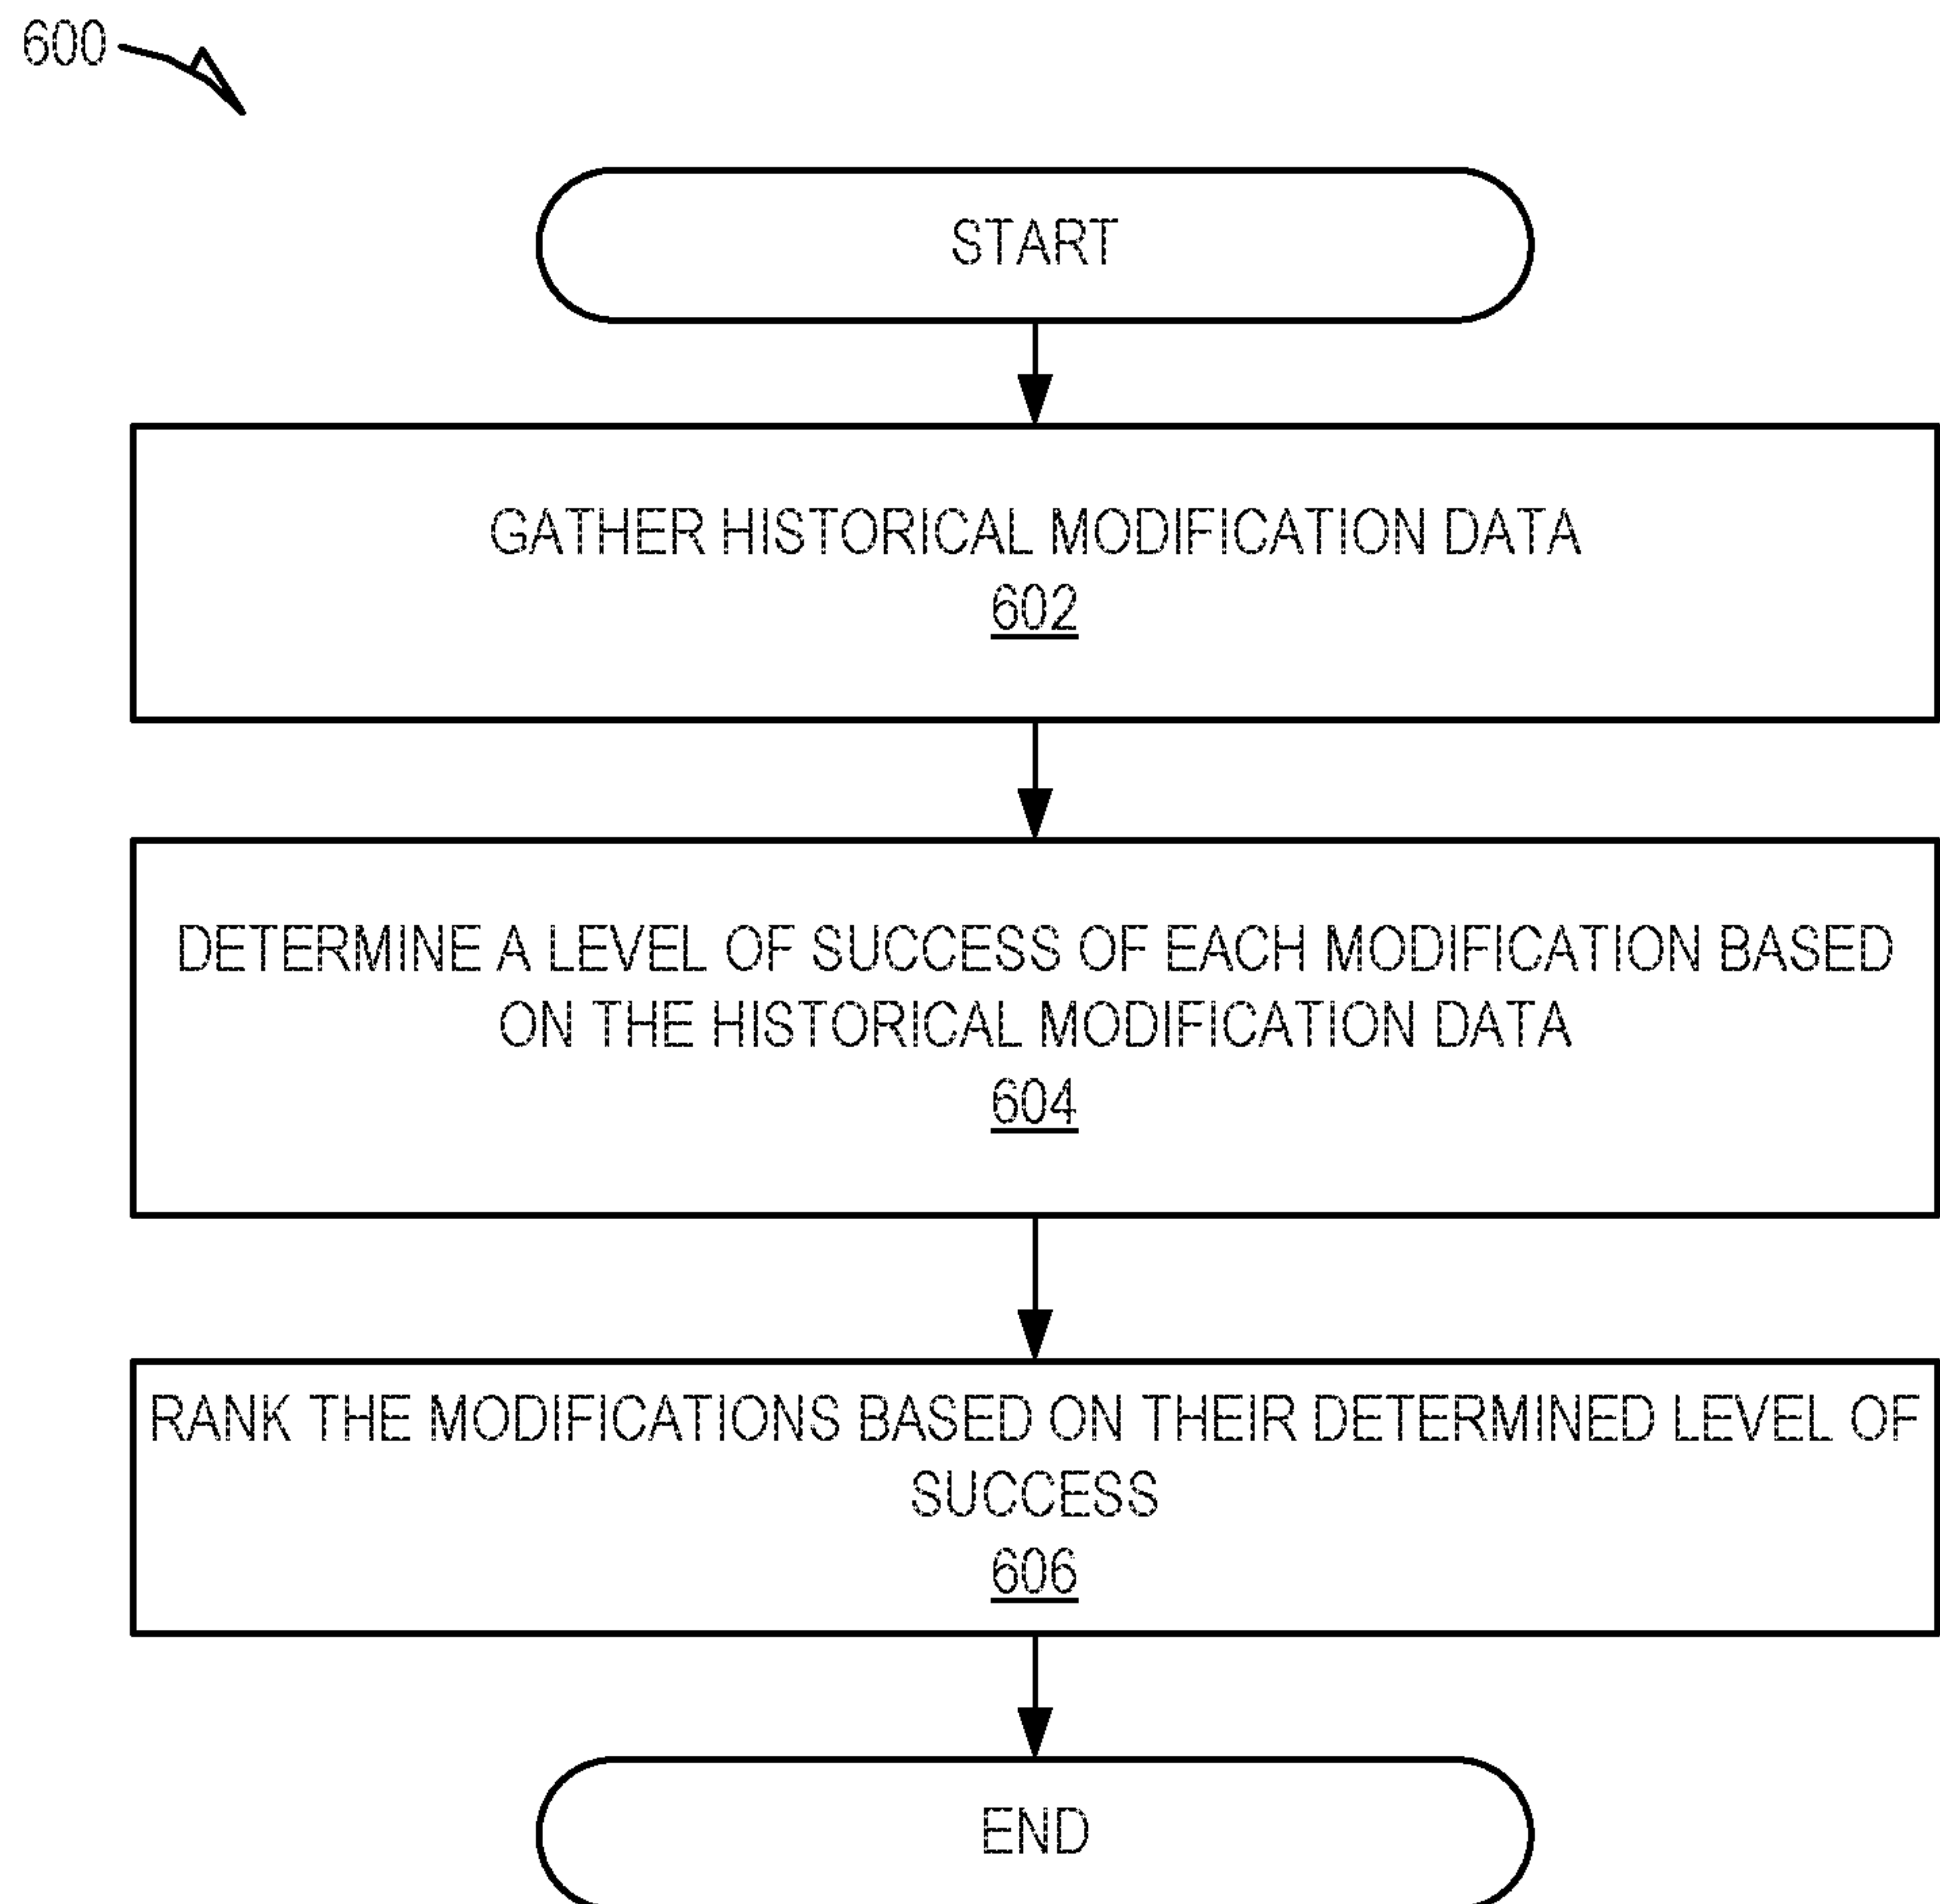 600
START
GATHER HISTORICAL MODIFICATION DATA
602
DETERMINE A LEVEL OF SUCCESS OF EACH MODIFICATION BASED
ON THE HISTORICAL MODIFICATION DATA
604
RANK THE MODIFICATIONS BASED ON THEIR DETERMINED LEVEL OF
SUCCESS
606
END